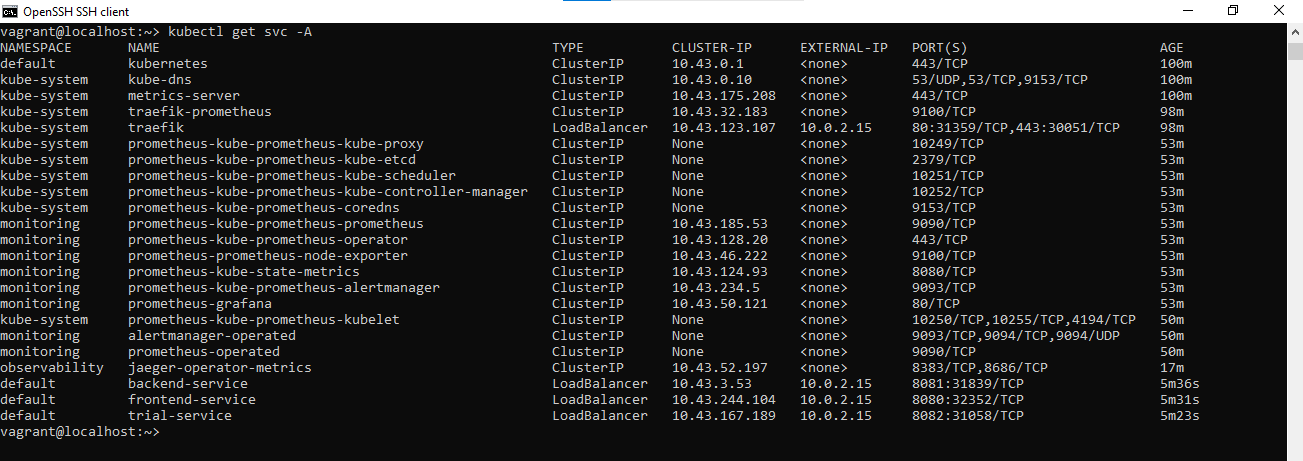 OpenSSH SSH client
vagrant@localhost:~> kubectl get svc -A
NAMESPACE NAME TYPE CLUSTER-IP EXTERNAL-IP PORT(S) AGE
default kubernetes ClusterIP 10.43.0.1 <none> 443/TCP 100m
kube-system kube-dns ClusterIP 10.43.0.10 <none> 53/UDP,53/TCP,9153/TCP 100m
kube-system metrics-server ClusterIP 10.43.175.208 <none> 443/TCP 100m
kube-system traefik-prometheus ClusterIP 10.43.32.183 <none> 9100/TCP 98m
kube-system traefik LoadBalancer 10.43.123.107 10.0.2.15 80:31359/TCP,443:30051/TCP 98m
kube-system prometheus-kube-prometheus-kube-proxy ClusterIP None <none> 10249/TCP 53m
kube-system prometheus-kube-prometheus-kube-etcd ClusterIP None <none> 2379/TCP 53m
kube-system prometheus-kube-prometheus-kube-scheduler ClusterIP None <none> 10251/TCP 53m
kube-system prometheus-kube-prometheus-kube-controller-manager ClusterIP None <none> 10252/TCP 53m
kube-system prometheus-kube-prometheus-coredns ClusterIP None <none> 9153/TCP 53m
monitoring prometheus-kube-prometheus-prometheus ClusterIP 10.43.185.53 <none> 9090/TCP 53m
monitoring prometheus-kube-prometheus-operator ClusterIP 10.43.128.20 <none> 443/TCP 53m
monitoring prometheus-prometheus-node-exporter ClusterIP 10.43.46.222 <none> 9100/TCP 53m
monitoring prometheus-kube-state-metrics ClusterIP 10.43.124.93 <none> 8080/TCP 53m
monitoring prometheus-kube-prometheus-alertmanager ClusterIP 10.43.234.5 <none> 9093/TCP 53m
monitoring prometheus-grafana ClusterIP 10.43.50.121 <none> 80/TCP 53m
kube-system prometheus-kube-prometheus-kubelet ClusterIP None <none> 10250/TCP,10255/TCP,4194/TCP 50m
monitoring alertmanager-operated ClusterIP None <none> 9093/TCP,9094/TCP,9094/UDP 50m
monitoring prometheus-operated ClusterIP None <none> 9090/TCP 50m
observability jaeger-operator-metrics ClusterIP 10.43.52.197 <none> 8383/TCP,8686/TCP 17m
default backend-service LoadBalancer 10.43.3.53 10.0.2.15 8081:31839/TCP 5m36s
default frontend-service LoadBalancer 10.43.244.104 10.0.2.15 8080:32352/TCP 5m31s
default trial-service LoadBalancer 10.43.167.189 10.0.2.15 8082:31058/TCP 5m23s
vagrant@localhost:~>